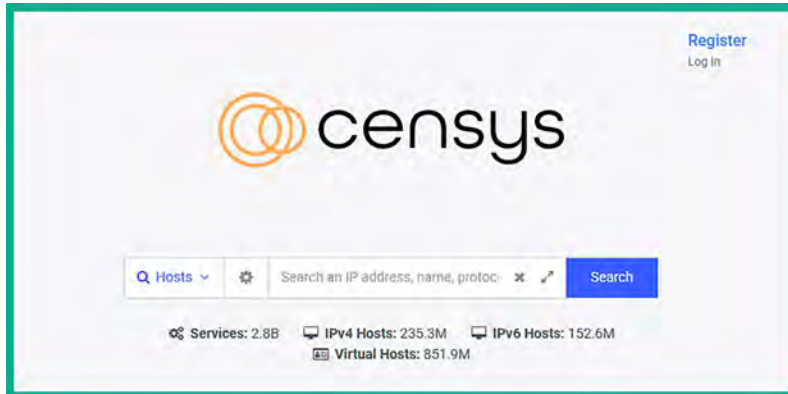 Register
Log In
censys
Hosts
Search an IP address, name, protoc
Search
Services: 2.8B IPv4 Hosts: 235.3M IPv6 Hosts: 152.6M
Virtual Hosts: 851.9M